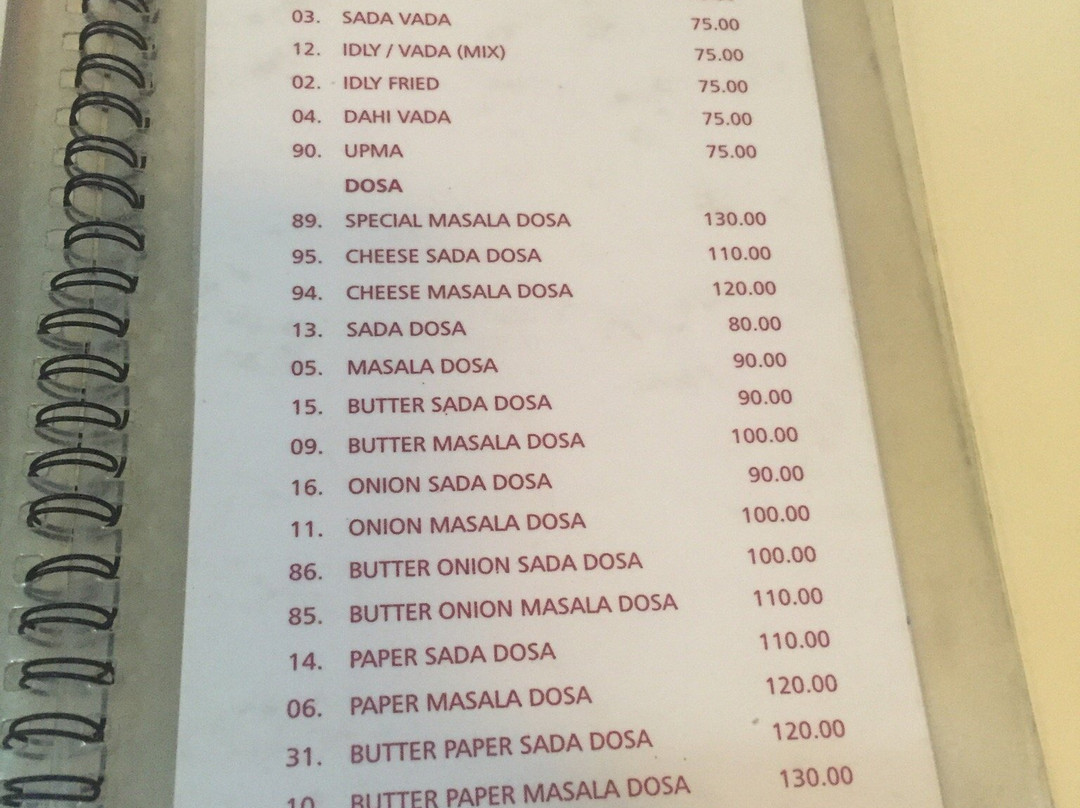 03. SADA VADA 75.00
12. IDLY / VADA (MIX) 75.00
02. IDLY FRIED 75.00
04. DAHI VADA 75.00
90. UPMA 75.00
DOSA
89. SPECIAL MASALA DOSA 130.00
95. CHEESE SADA DOSA 110.00
94. CHEESE MASALA DOSA 120.00
13. SADA DOSA 80.00
05. MASALA DOSA 90.00
15. BUTTER SADA DOSA 90.00
09. BUTTER MASALA DOSA 100.00
16. ONION SADA DOSA 90.00
11. ONION MASALA DOSA 100.00
86. BUTTER ONION SADA DOSA 100.00
85. BUTTER ONION MASALA DOSA 110.00
14. PAPER SADA DOSA 110.00
06. PAPER MASALA DOSA 120.00
31. BUTTER PAPER SADA DOSA 120.00
10. BUTTER PAPER MASALA DOSA 130.00